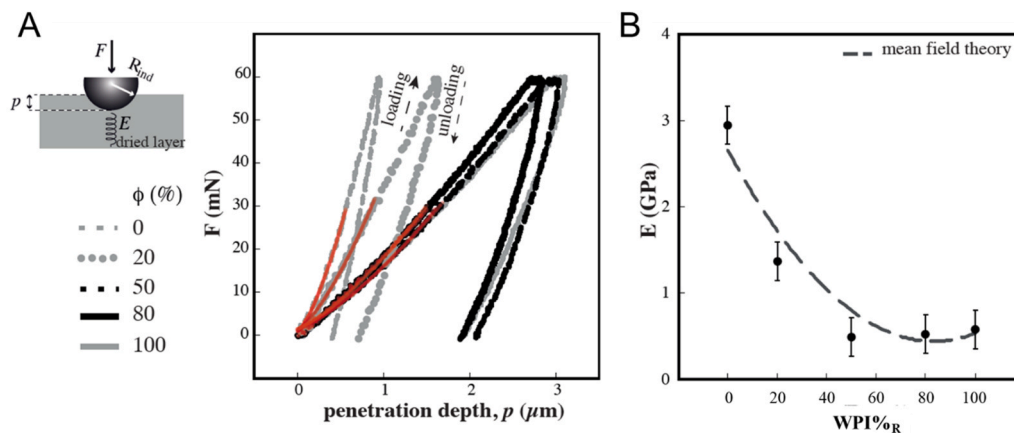 A
F
R_ind
p
E
dried layer
ϕ (%)
0
20
50
80
100
F (mN)
60
50
40
30
20
10
0
loading
unloading
0
1
2
3
penetration depth, p (μm)
B
mean field theory
E (GPa)
4
3
2
1
0
0 20 40 60 80 100
WPI%_R